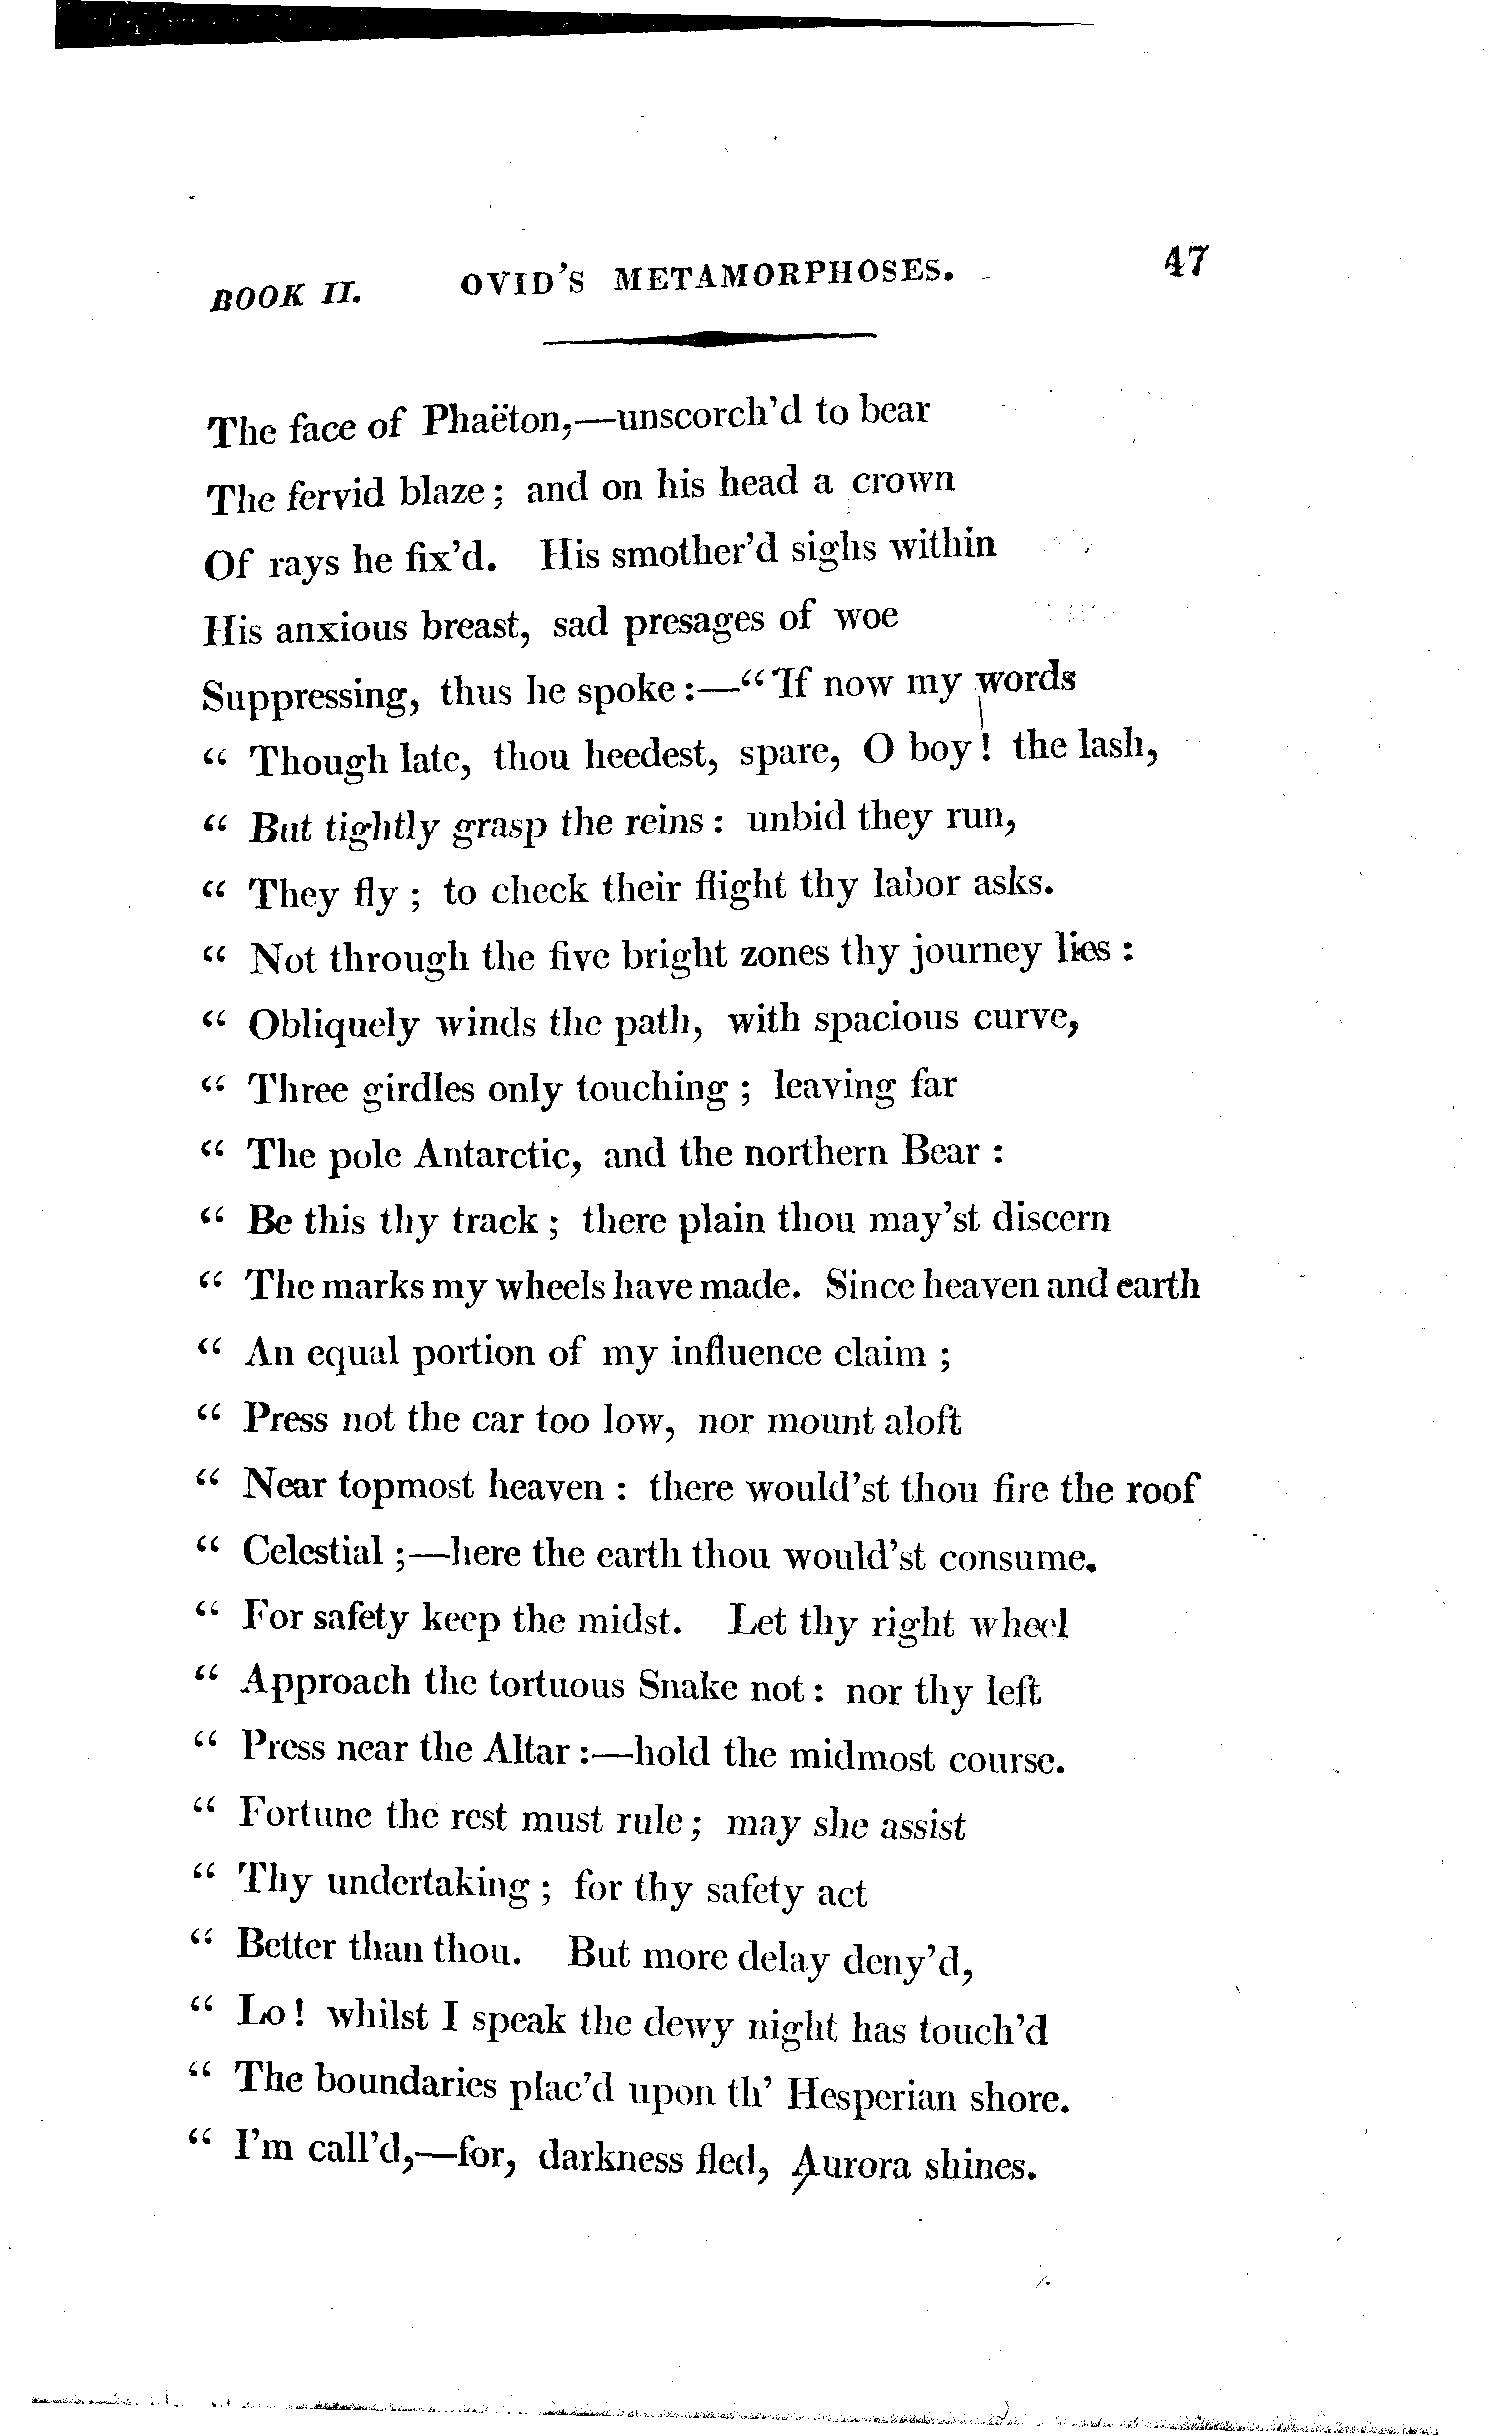 BOOK II. OVID'S METAMORPHOSES. 47
The face of Phaëton,—unscorch'd to bear
The fervid blaze; and on his head a crown
Of rays he fix'd. His smother'd sighs within
His anxious breast, sad presages of woe
Suppressing, thus he spoke:—“If now my words
“ Though late, thou heedest, spare, O boy! the lash,
“ But tightly grasp the reins: unbid they run,
“ They fly; to check their flight thy labor asks.
“ Not through the five bright zones thy journey lies:
“ Obliquely winds the path, with spacious curve,
“ Three girdles only touching; leaving far
“ The pole Antarctic, and the northern Bear:
“ Be this thy track; there plain thou may'st discern
“ The marks my wheels have made. Since heaven and earth
“ An equal portion of my influence claim;
“ Press not the car too low, nor mount aloft
“ Near topmost heaven: there would'st thou fire the roof
“ Celestial;—here the earth thou would'st consume.
“ For safety keep the midst. Let thy right wheel
“ Approach the tortuous Snake not: nor thy left
“ Press near the Altar:—hold the midmost course.
“ Fortune the rest must rule; may she assist
“ Thy undertaking; for thy safety act
“ Better than thou. But more delay deny'd,
“ Lo! whilst I speak the dewy night has touch'd
“ The boundaries plac'd upon th' Hesperian shore.
“ I'm call'd,—for, darkness fled, Aurora shines.